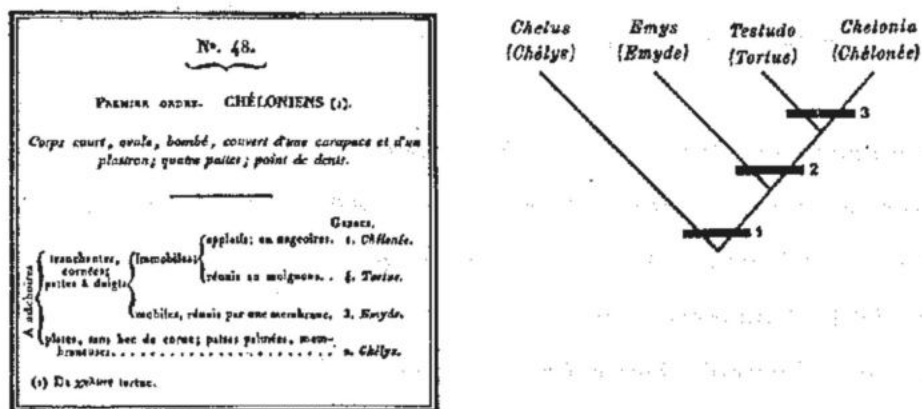 N°. 48.
PREMIER ORDRE. CHÉLONIENS (1).
Corps court, ovale, bombé, couvert d'une carapace et d'un
plastron; quatre pattes; point de dents.
GENRES.
A mâchoires
tranchantes,
cornées;
pattes à doigts
immobiles;
applatis; en nageoires. 1. Chélonée.
réunis en moignons. . 4. Tortue.
mobiles, réunis par une membrane, 3. Emyde.
plates, sans bec de corne; pattes palmées, mem-
braneuses. . . . . . . . . . . . . . . 2. Chélys.
(1) De tortue.
Chelus
(Chélys)
Emys
(Emyde)
Testudo
(Tortue)
Chelonia
(Chélonée)
3
2
1